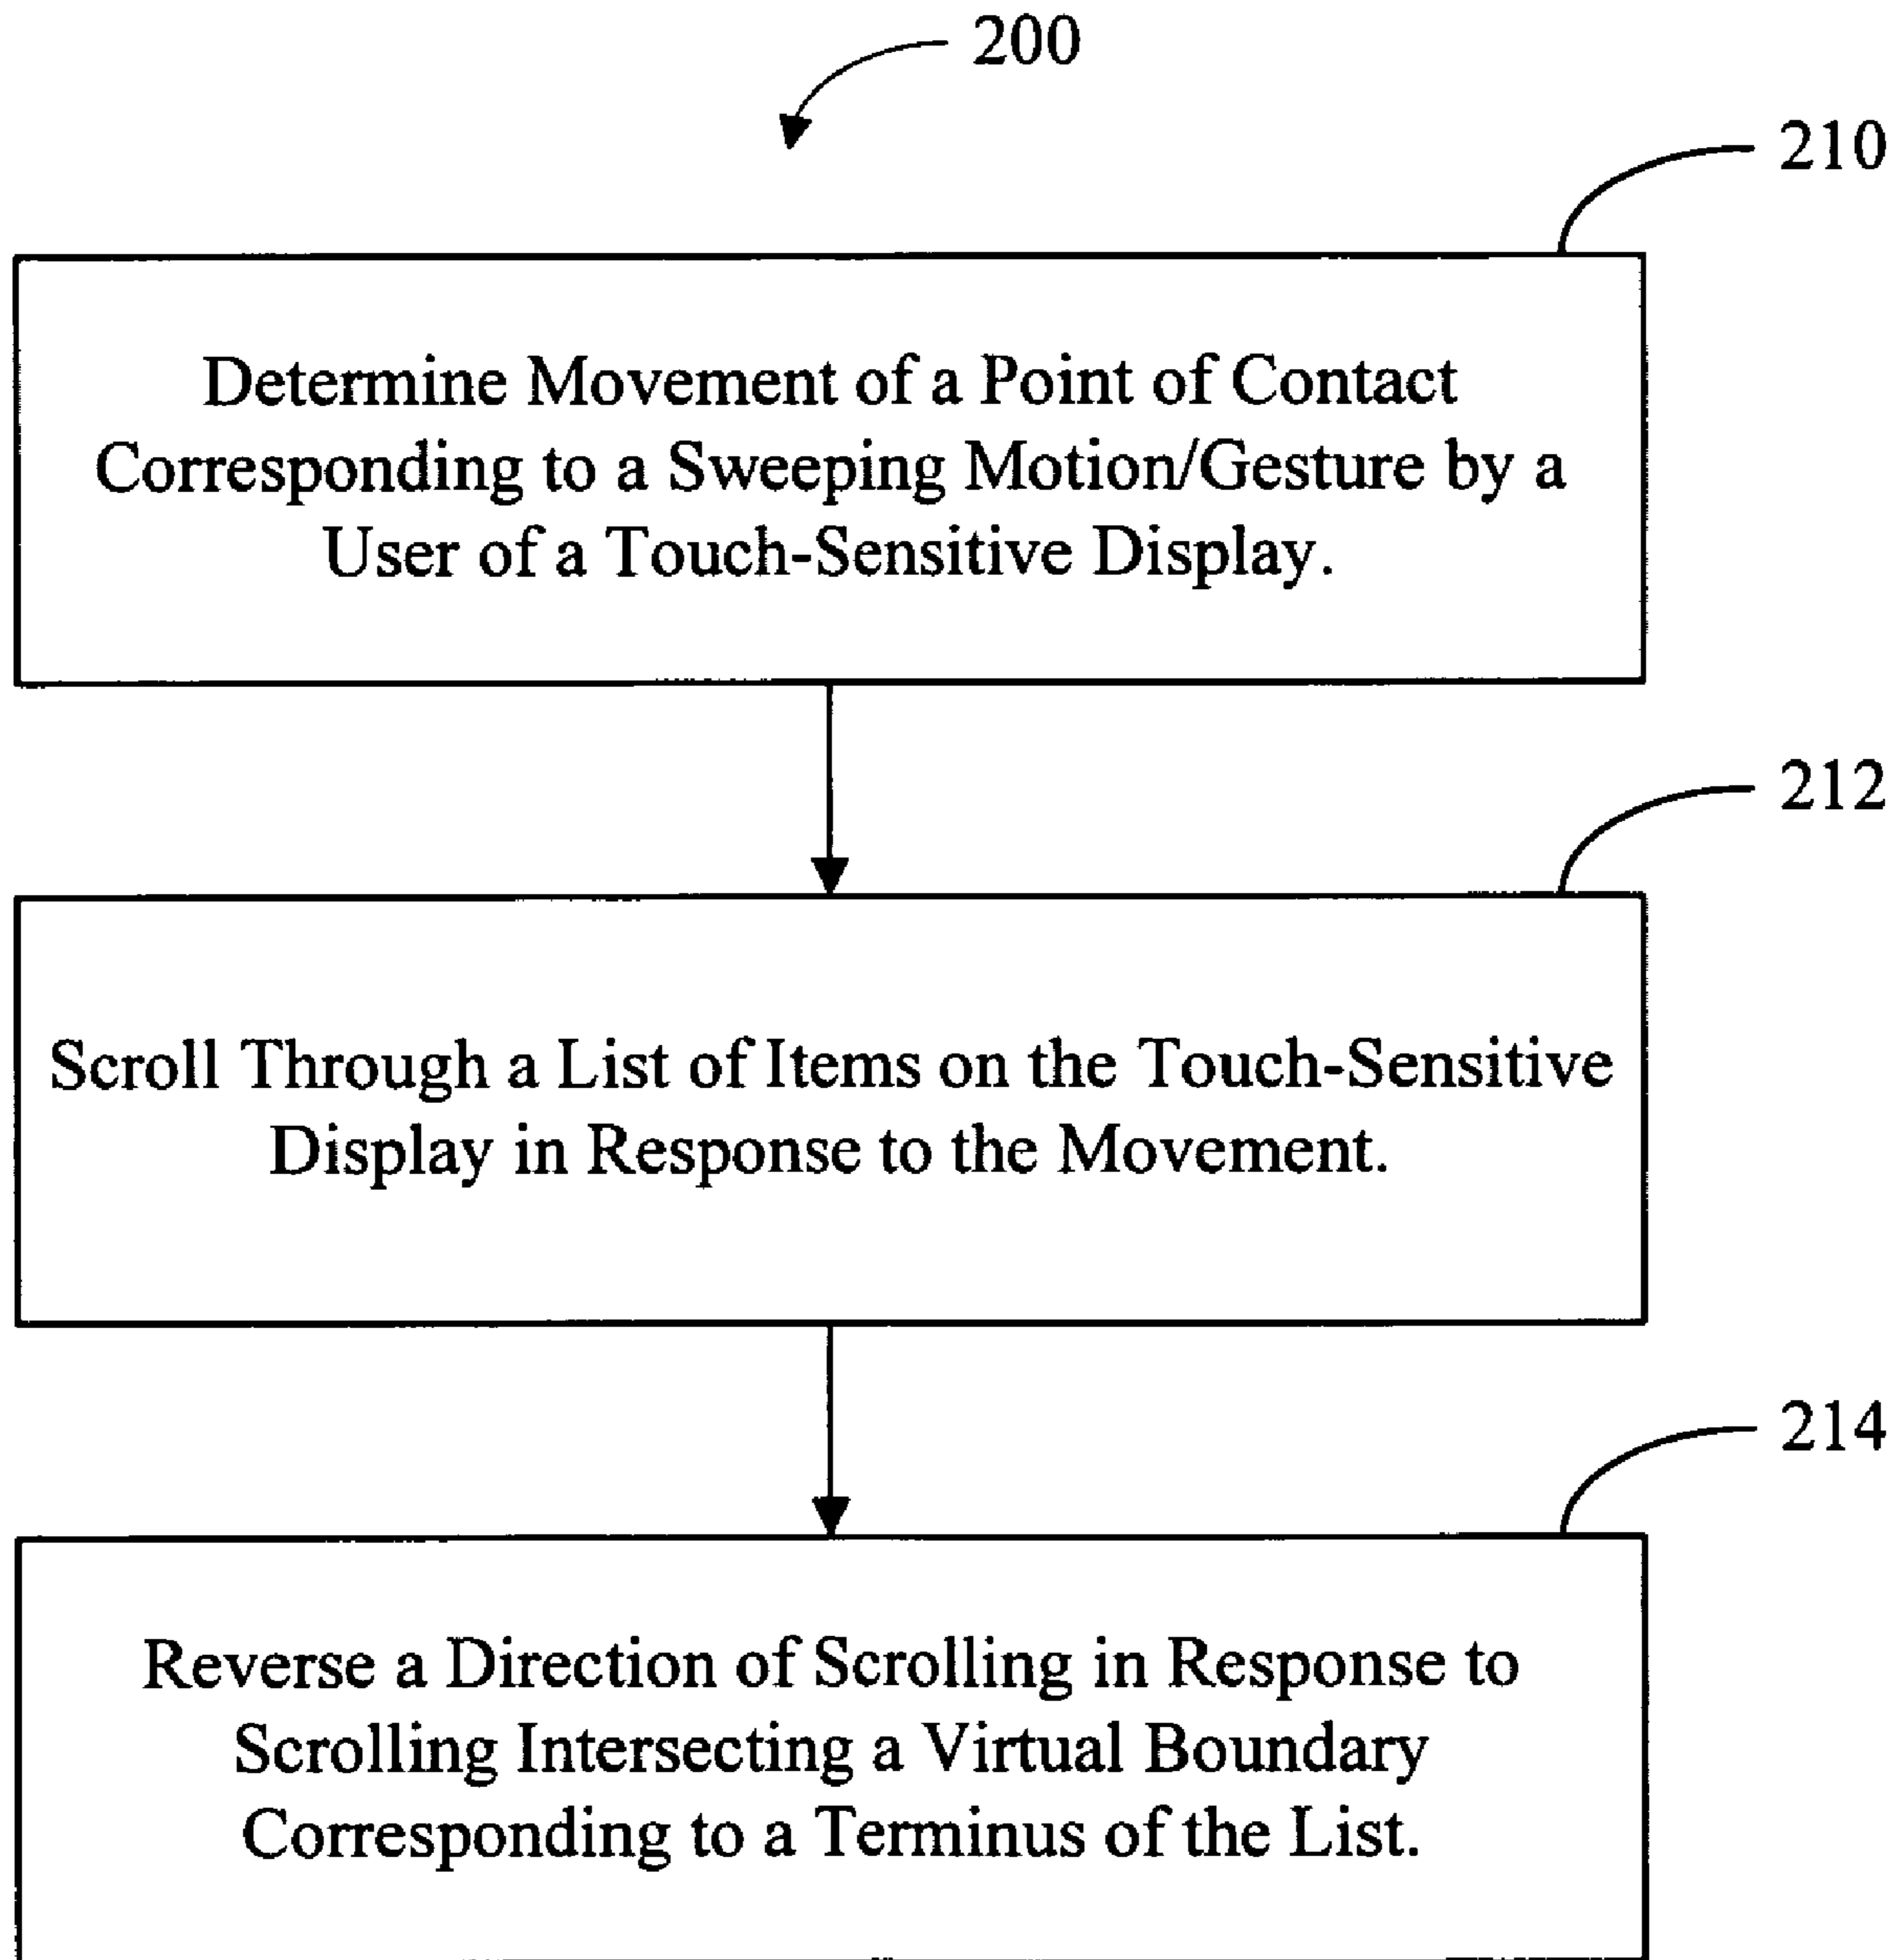 200
210
Determine Movement of a Point of Contact
Corresponding to a Sweeping Motion/Gesture by a
User of a Touch-Sensitive Display.
212
Scroll Through a List of Items on the Touch-Sensitive
Display in Response to the Movement.
214
Reverse a Direction of Scrolling in Response to
Scrolling Intersecting a Virtual Boundary
Corresponding to a Terminus of the List.